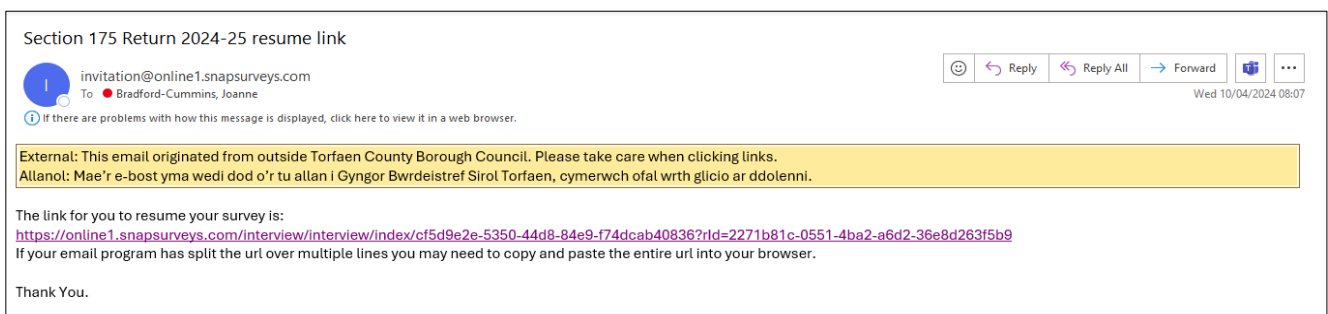 Section 175 Return 2024-25 resume link
I
invitation@online1.snapsurveys.com
To Bradford-Cummins, Joanne
Reply
Reply All
Forward
Wed 10/04/2024 08:07
If there are problems with how this message is displayed, click here to view it in a web browser.
External: This email originated from outside Torfaen County Borough Council. Please take care when clicking links.
Allanol: Mae'r e-bost yma wedi dod o'r tu allan i Gyngor Bwrdeistref Sirol Torfaen, cymerwch ofal wrth glicio ar ddolenni.
The link for you to resume your survey is:
https://online1.snapsurveys.com/interview/interview/index/cf5d9e2e-5350-44d8-84e9-f74dcab40836?rId=2271b81c-0551-4ba2-a6d2-36e8d263f5b9
If your email program has split the url over multiple lines you may need to copy and paste the entire url into your browser.
Thank You.